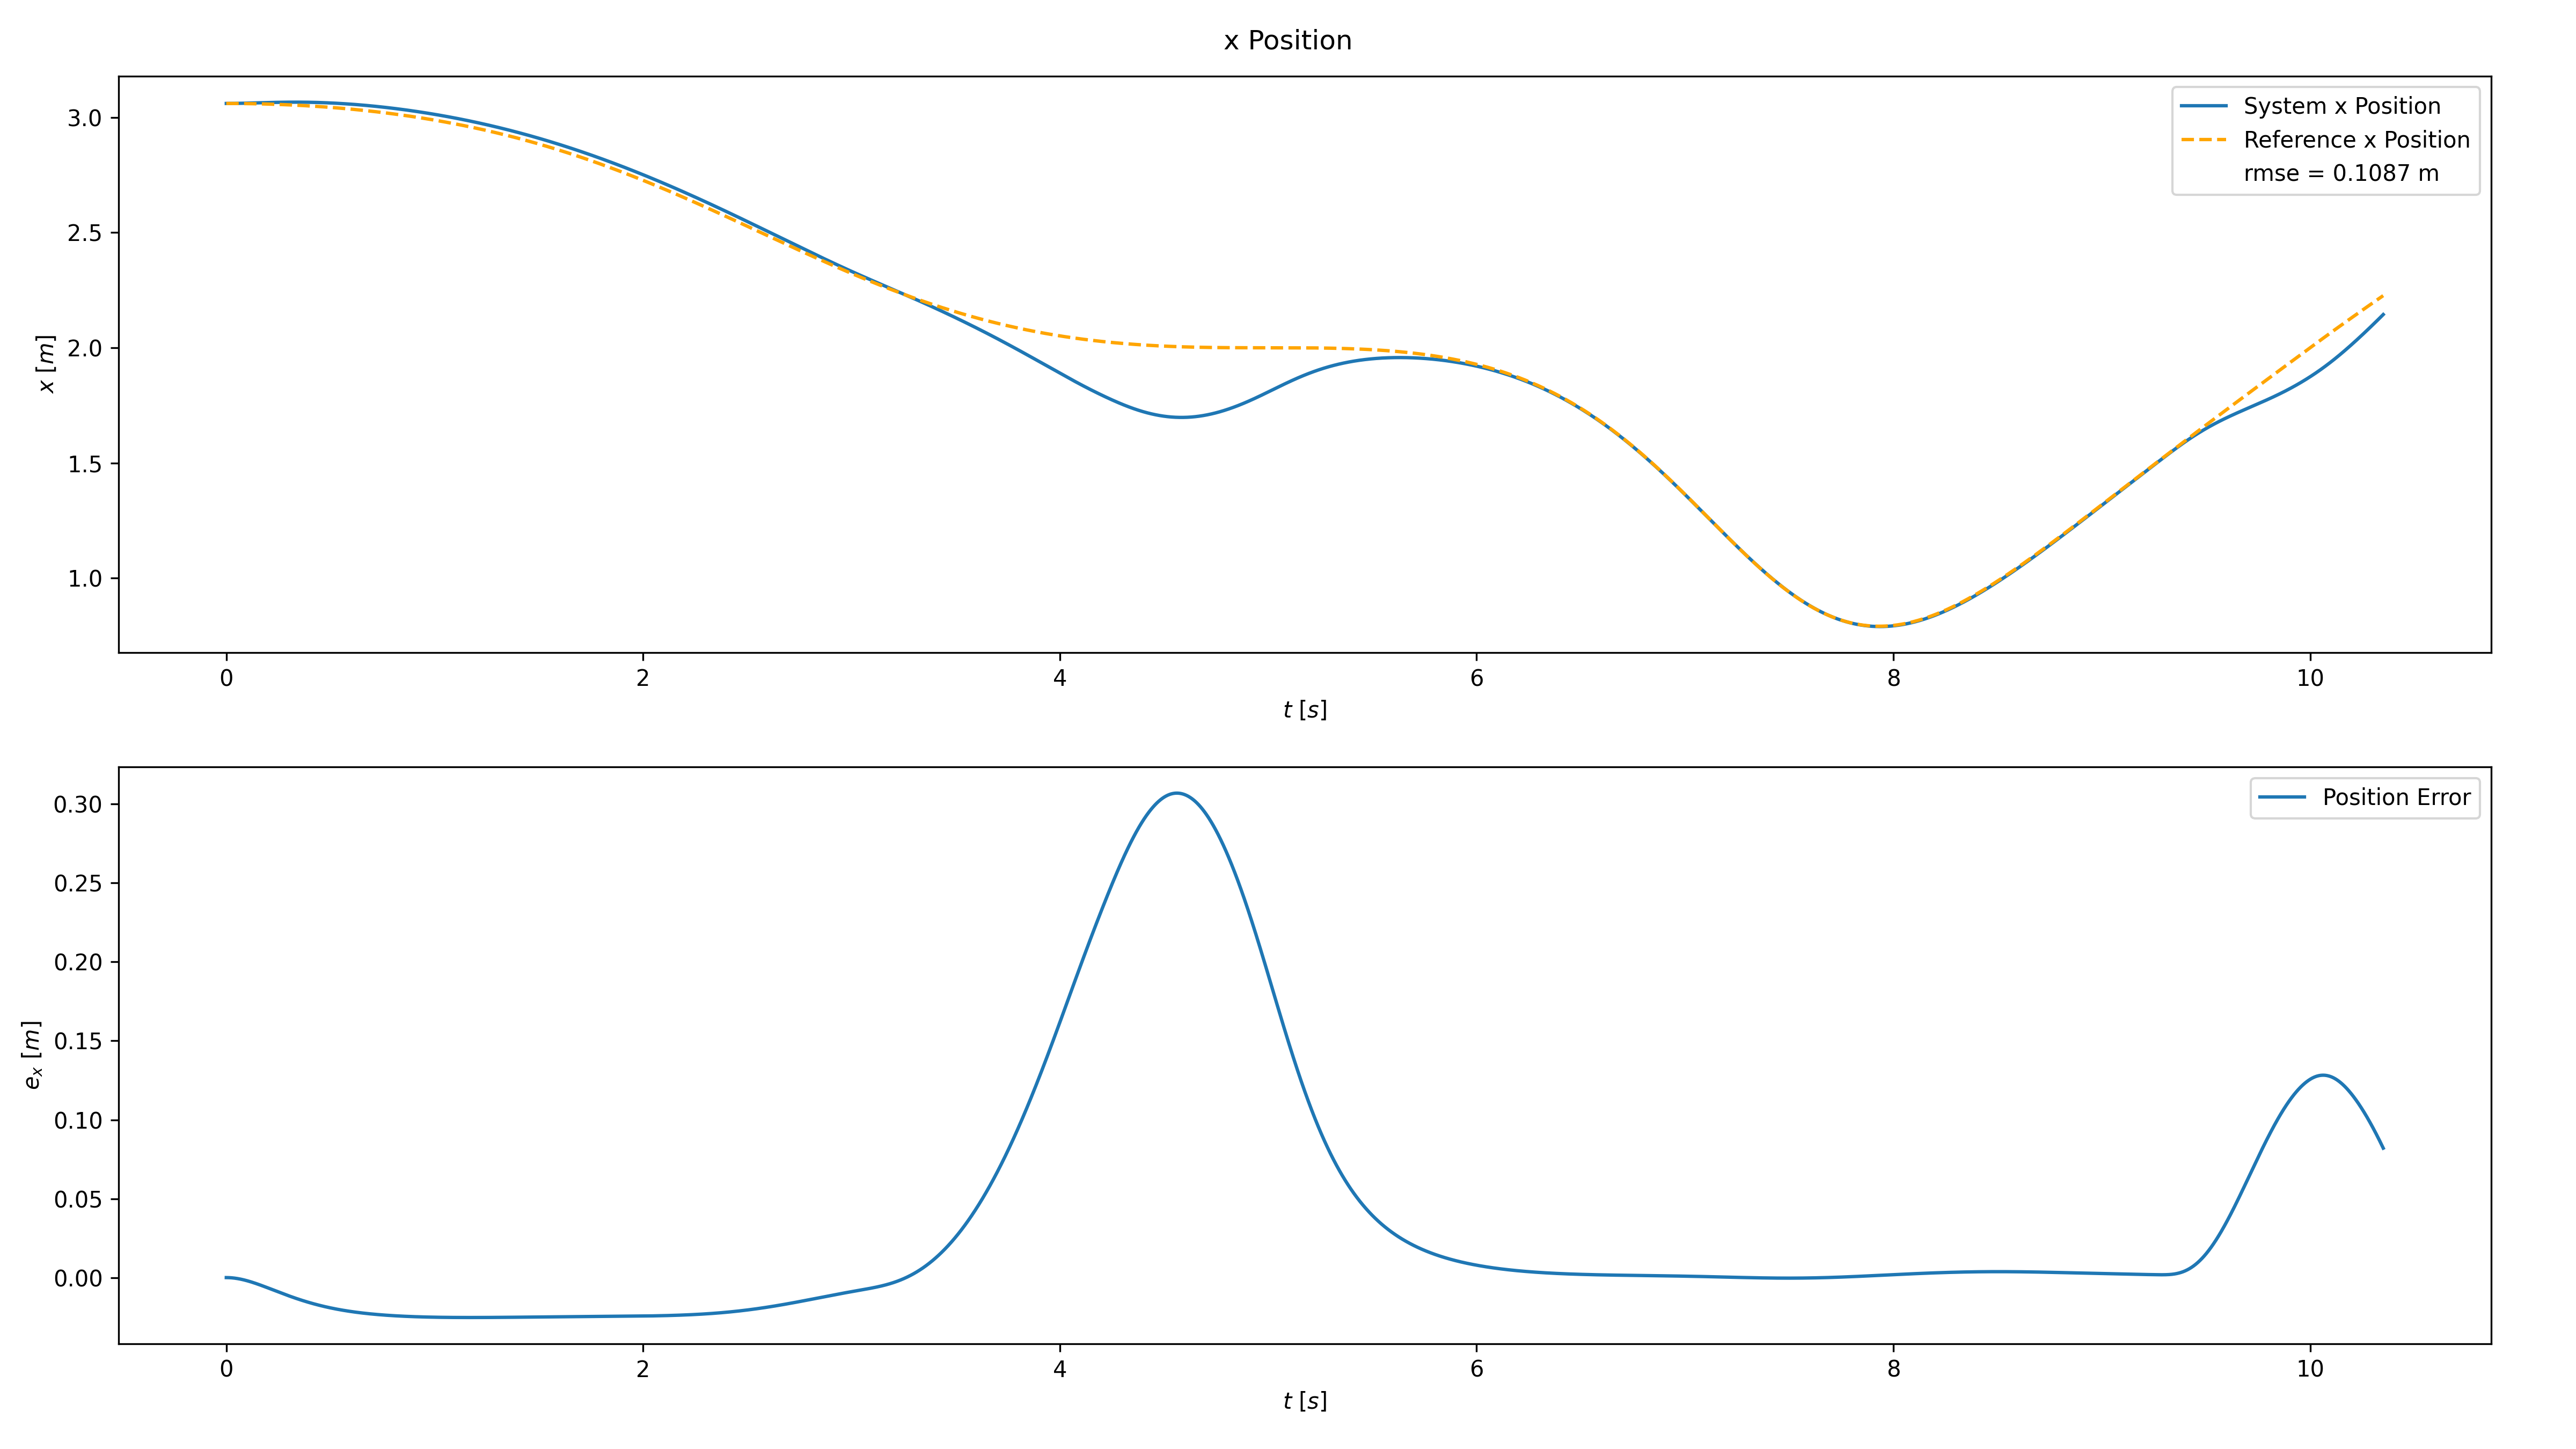 x Position
System x Position
Reference x Position
rmse = 0.1087 m
3.0
2.5
2.0
1.5
1.0
x [m]
0 2 4 6 8 10
t [s]
Position Error
0.30
0.25
0.20
0.15
0.10
0.05
0.00
eₓ [m]
0 2 4 6 8 10
t [s]